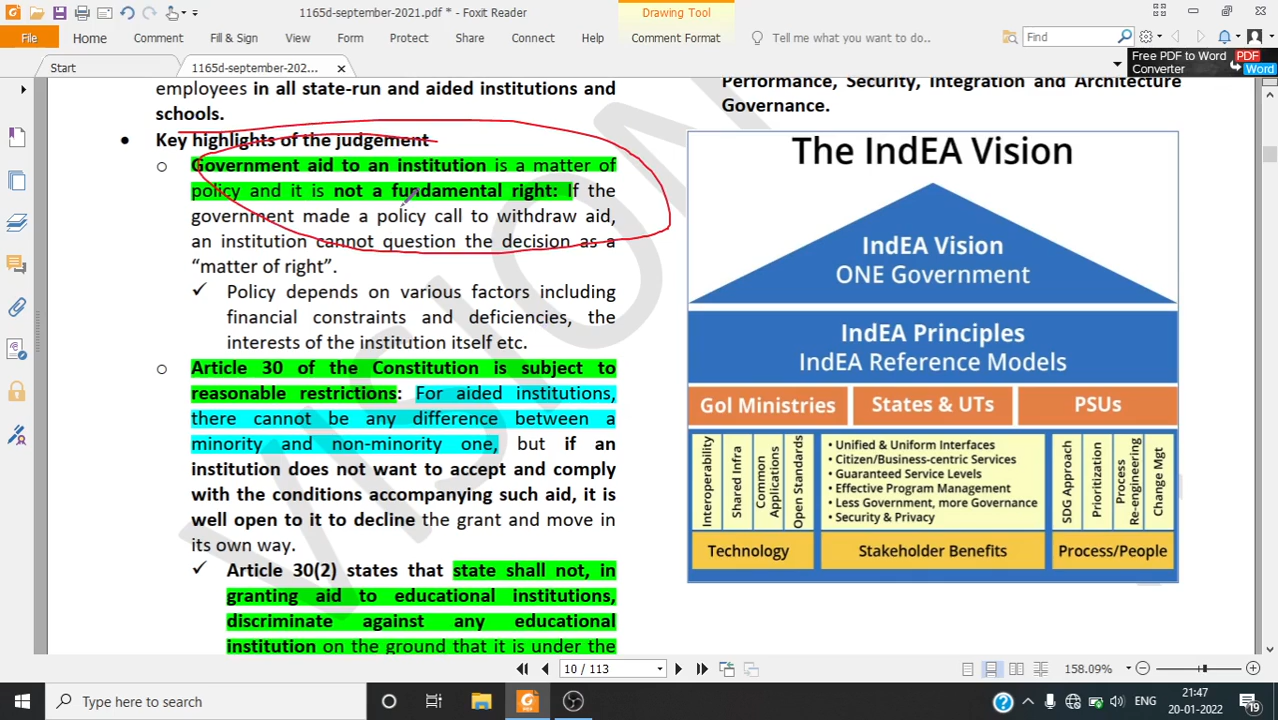 1165d-september-2021.pdf * - Foxit Reader
Drawing Tool
File
Home
Comment
Fill & Sign
View
Form
Protect
Share
Connect
Help
Comment Format
Tell me what you want to do..
Find
Start
1165d-september-202...
Free PDF to Word
Converter
PDF
Word
employees in all state-run and aided institutions and
schools.
• Key highlights of the judgement
o Government aid to an institution is a matter of
policy and it is not a fundamental right: If the
government made a policy call to withdraw aid,
an institution cannot question the decision as a
“matter of right”.
✓ Policy depends on various factors including
financial constraints and deficiencies, the
interests of the institution itself etc.
o Article 30 of the Constitution is subject to
reasonable restrictions: For aided institutions,
there cannot be any difference between a
minority and non-minority one, but if an
institution does not want to accept and comply
with the conditions accompanying such aid, it is
well open to it to decline the grant and move in
its own way.
✓ Article 30(2) states that state shall not, in
granting aid to educational institutions,
discriminate against any educational
institution on the ground that it is under the
Performance, Security, Integration and Architecture
Governance.
The IndEA Vision
IndEA Vision
ONE Government
IndEA Principles
IndEA Reference Models
GoI Ministries
States & UTs
PSUs
Interoperability
Shared Infra
Common
Applications
Open Standards
• Unified & Uniform Interfaces
• Citizen/Business-centric Services
• Guaranteed Service Levels
• Effective Program Management
• Less Government, more Governance
• Security & Privacy
SDG Approach
Prioritization
Process
Re-engineering
Change Mgt
Technology
Stakeholder Benefits
Process/People
VISION
10 / 113
158.09%
Type here to search
ENG
21:47
20-01-2022
19